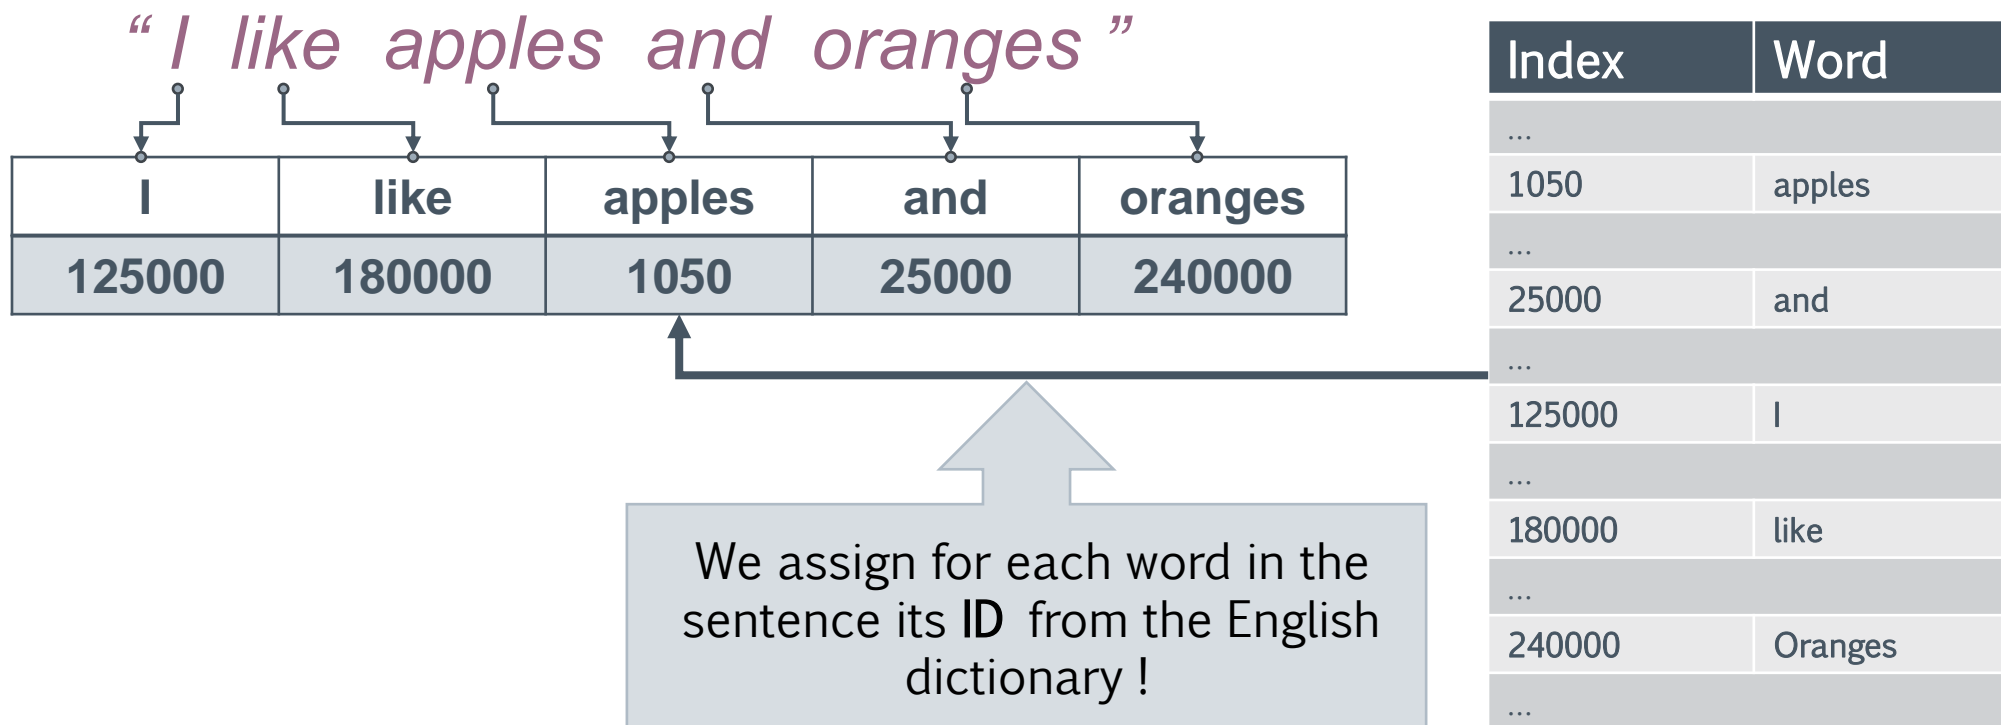 “ I like apples and oranges ”
I like apples and oranges
125000 180000 1050 25000 240000
We assign for each word in the
sentence its ID from the English
dictionary !
Index Word
...
1050 apples
...
25000 and
...
125000 I
...
180000 like
...
240000 Oranges
...